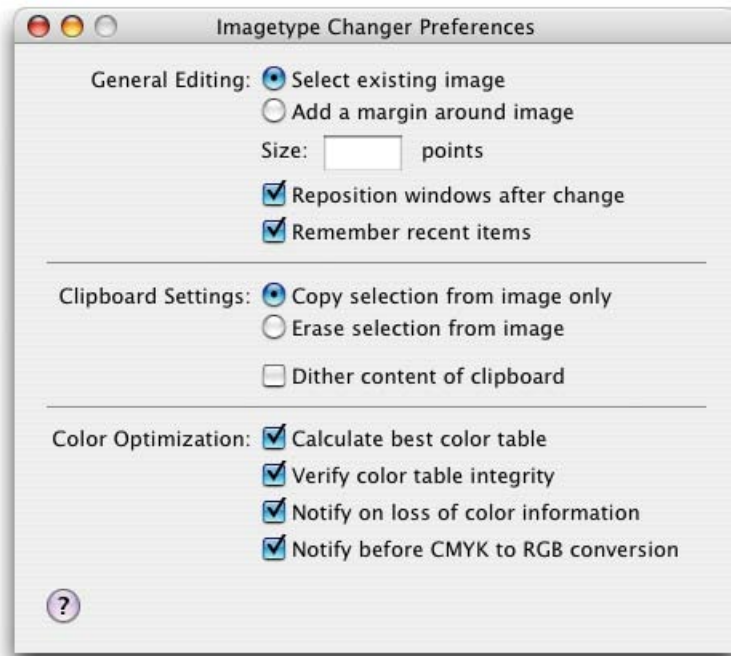 Imagetype Changer Preferences
General Editing: Select existing image
Add a margin around image
Size: points
Reposition windows after change
Remember recent items
Clipboard Settings: Copy selection from image only
Erase selection from image
Dither content of clipboard
Color Optimization: Calculate best color table
Verify color table integrity
Notify on loss of color information
Notify before CMYK to RGB conversion
?